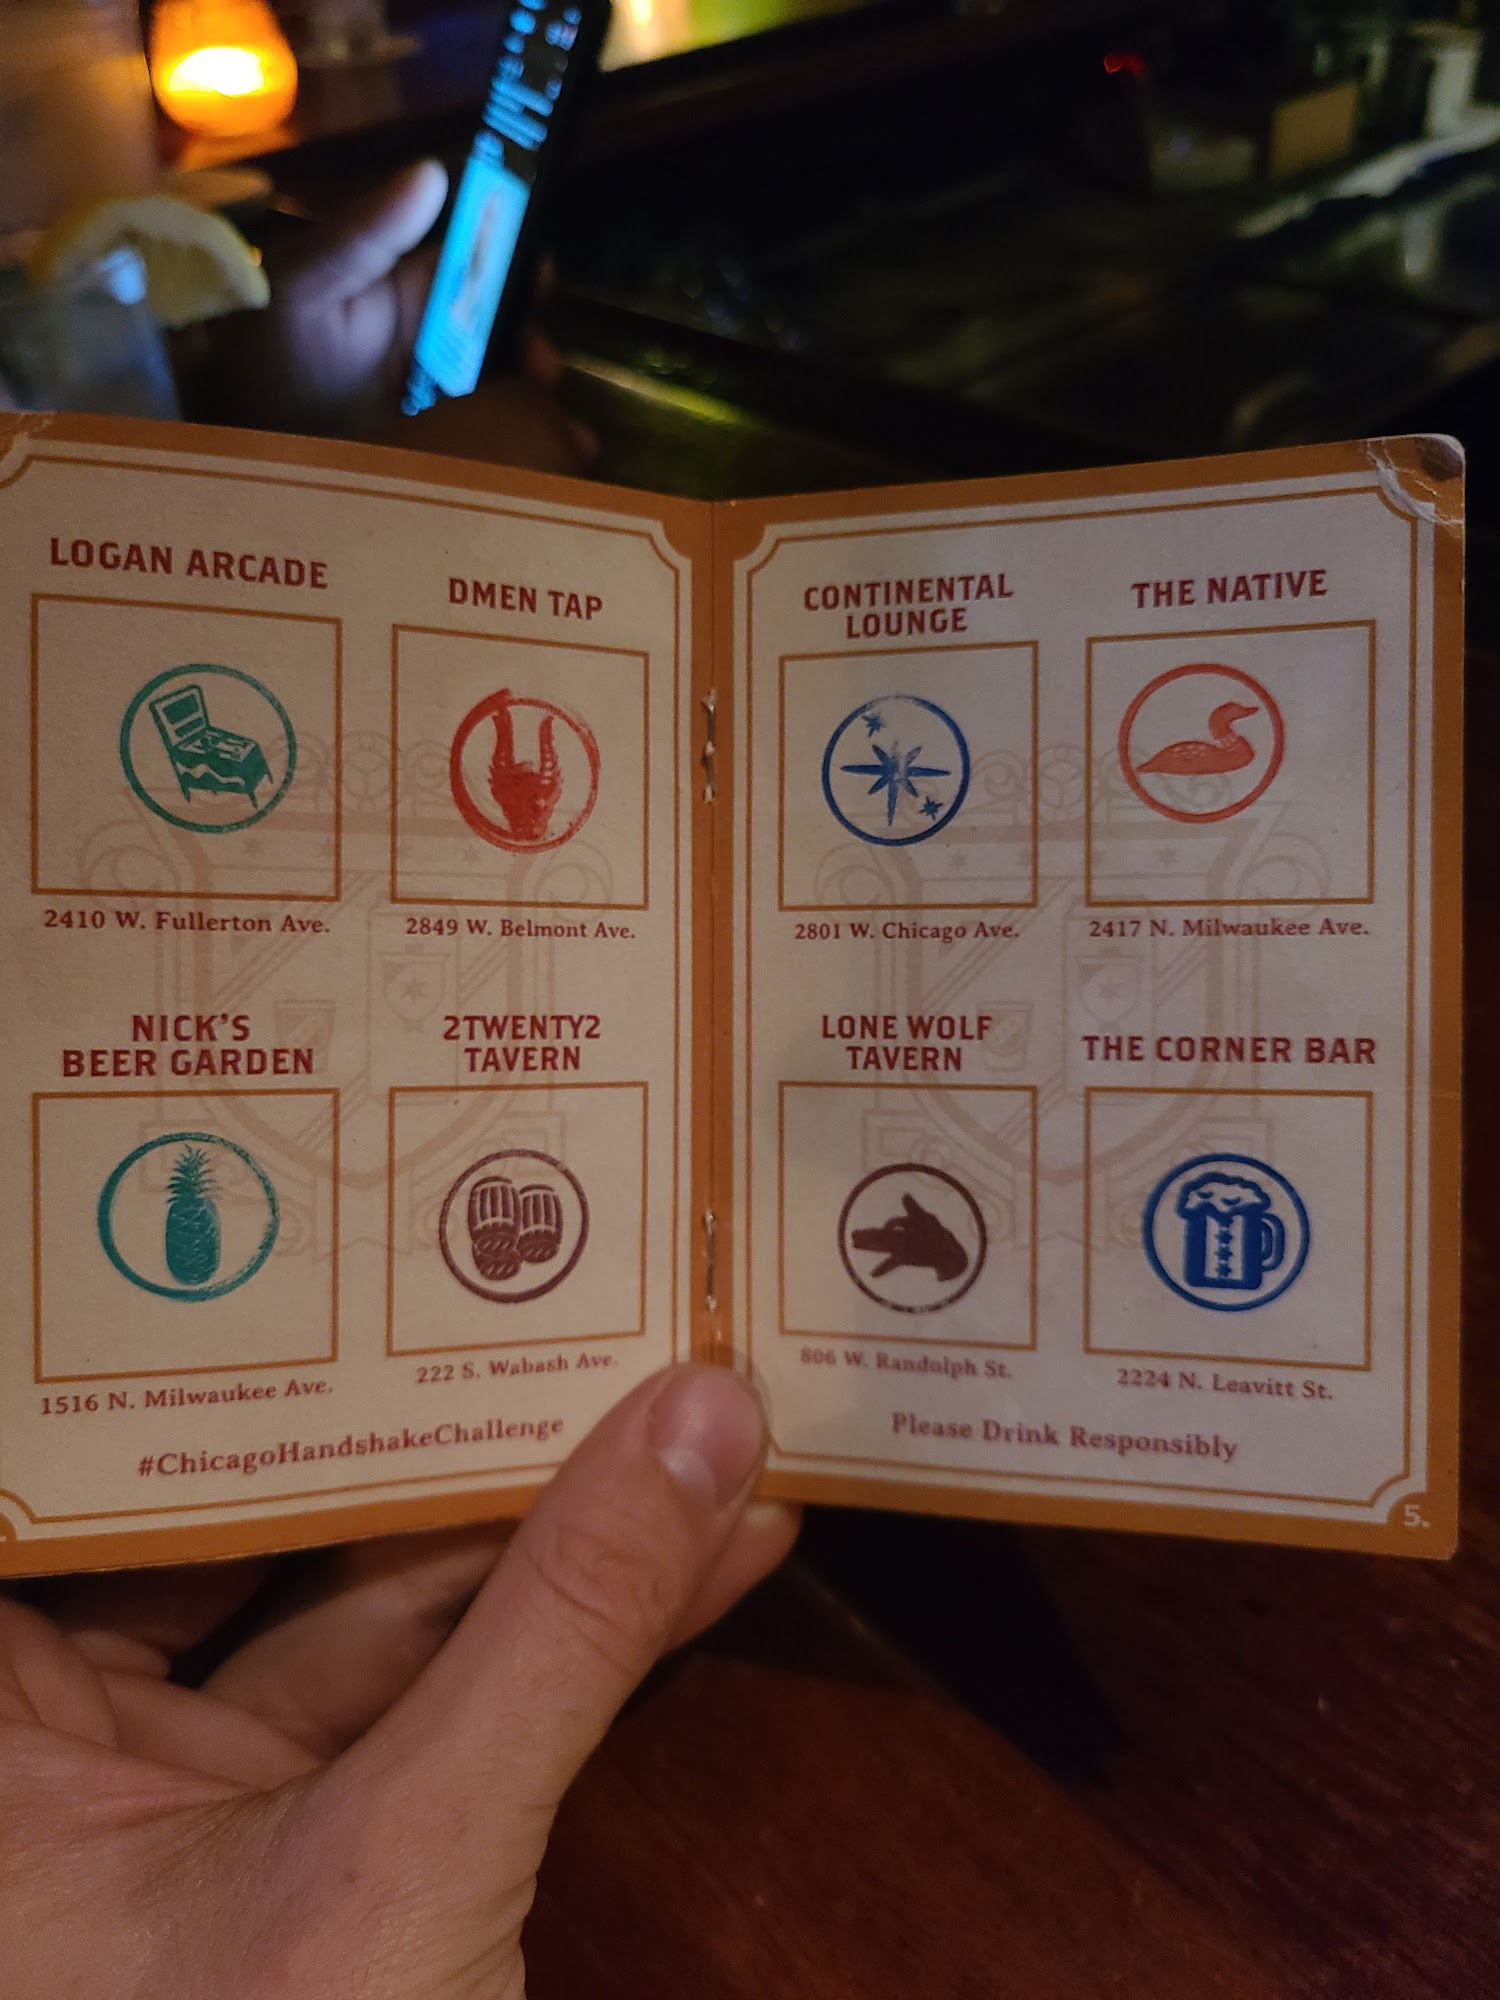 LOGAN ARCADE
2410 W. Fullerton Ave.
DMEN TAP
2849 W. Belmont Ave.
NICK'S
BEER GARDEN
1516 N. Milwaukee Ave.
2TWENTY2
TAVERN
222 S. Wabash Ave.
#ChicagoHandshakeChallenge
CONTINENTAL
LOUNGE
2801 W. Chicago Ave.
THE NATIVE
2417 N. Milwaukee Ave.
LONE WOLF
TAVERN
806 W. Randolph St.
THE CORNER BAR
2224 N. Leavitt St.
Please Drink Responsibly
5.